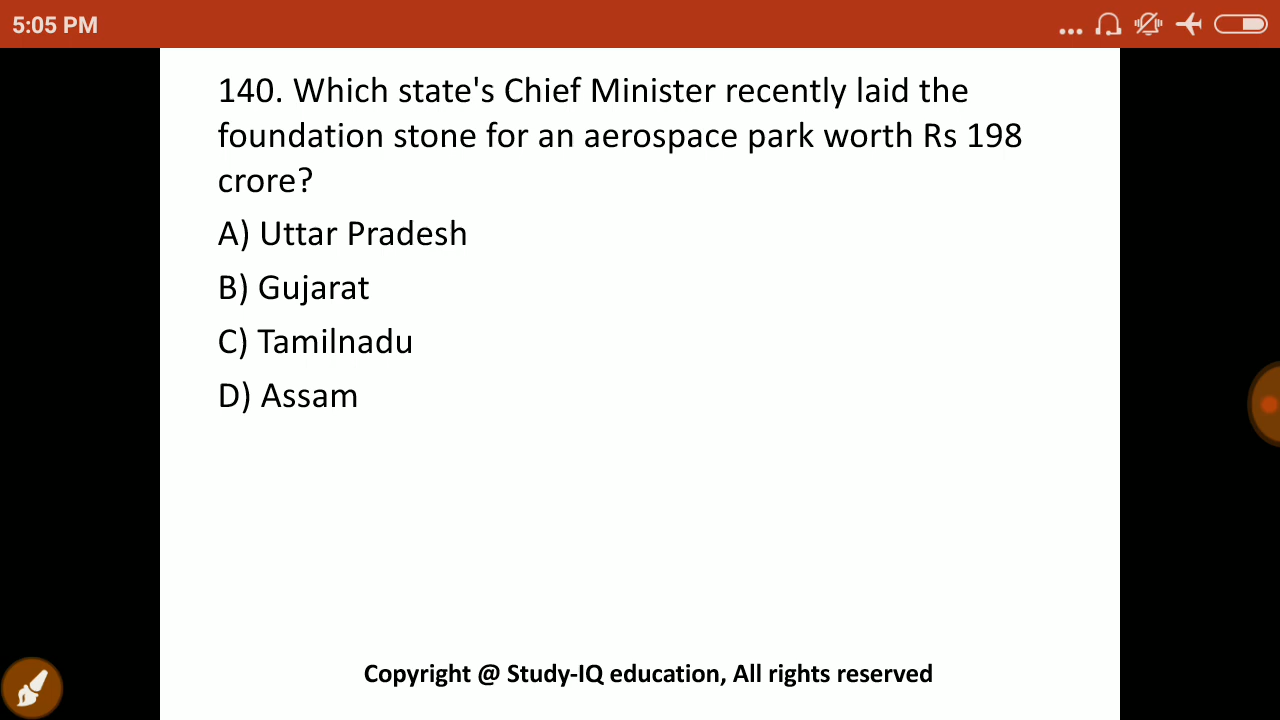 5:05 PM
140. Which state's Chief Minister recently laid the
foundation stone for an aerospace park worth Rs 198
crore?
A) Uttar Pradesh
B) Gujarat
C) Tamilnadu
D) Assam
Copyright @ Study-IQ education, All rights reserved